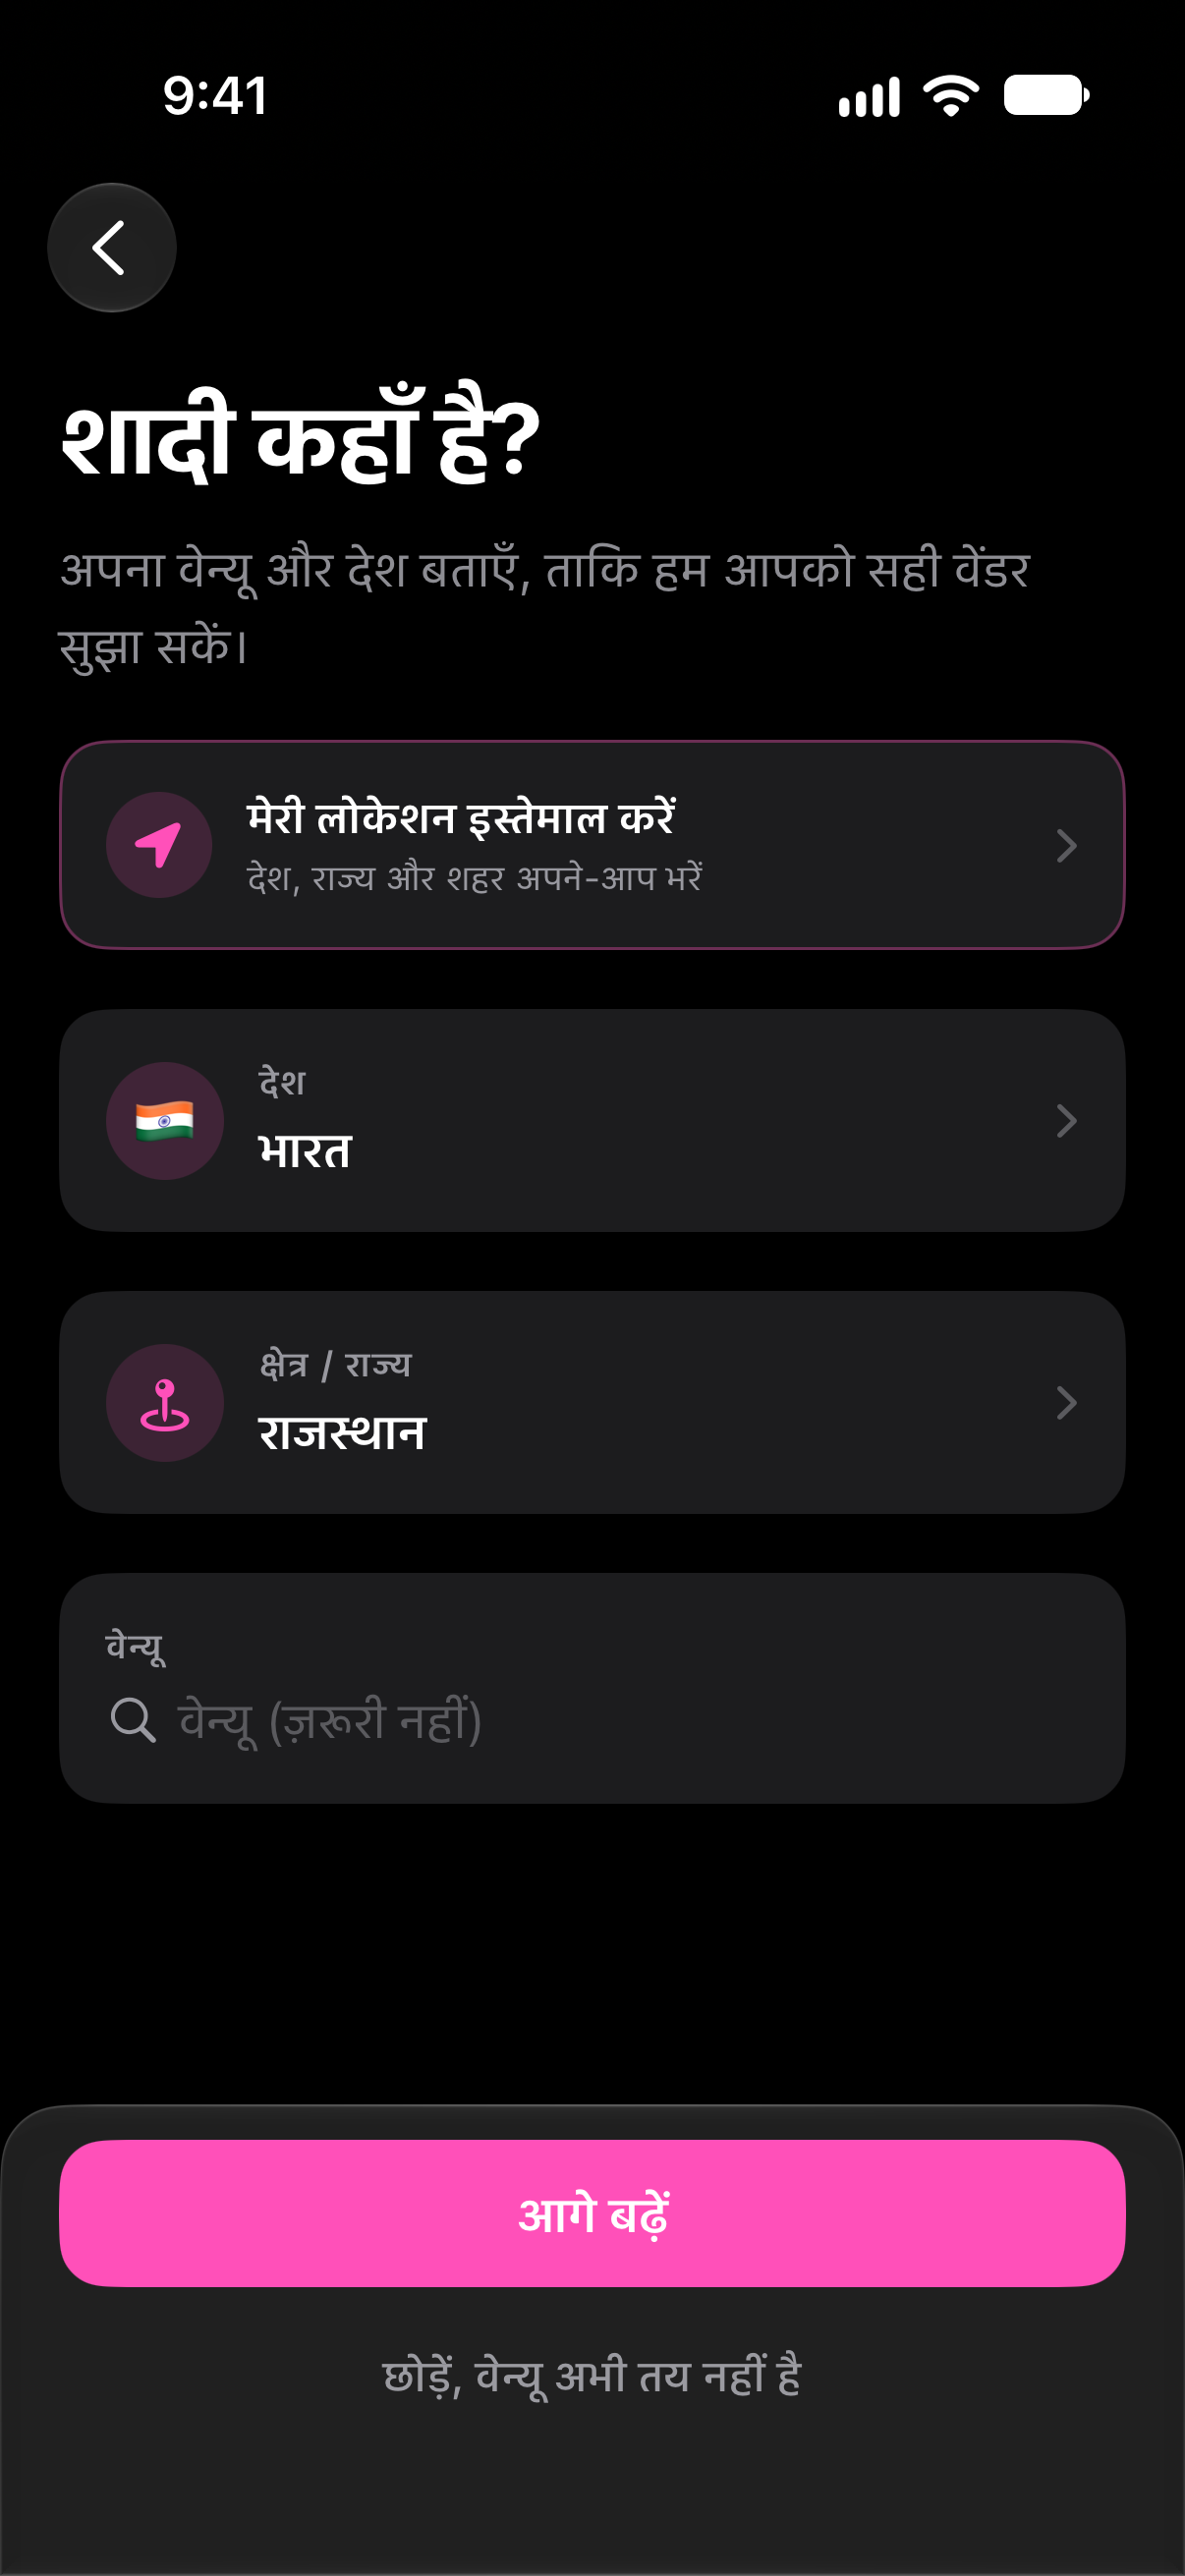 9:41
शादी कहाँ है?
अपना वेन्यू और देश बताएँ, ताकि हम आपको सही वेंडर
सुझा सकें।
मेरी लोकेशन इस्तेमाल करें
देश, राज्य और शहर अपने-आप भरें
देश
भारत
क्षेत्र / राज्य
राजस्थान
वेन्यू
वेन्यू (ज़रूरी नहीं)
आगे बढ़ें
छोड़ें, वेन्यू अभी तय नहीं है